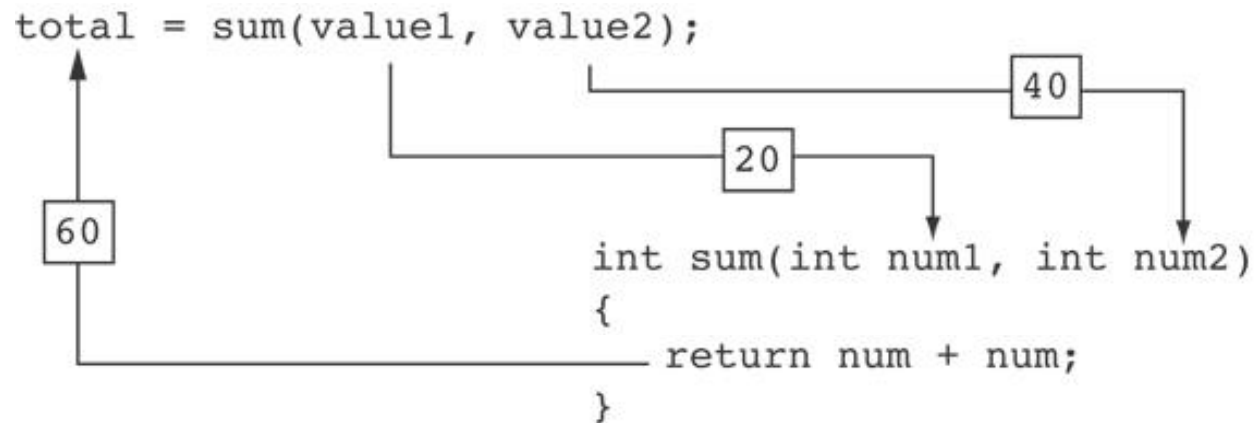 total = sum(value1, value2);
40
20
60
int sum(int num1, int num2)
{
return num + num;
}